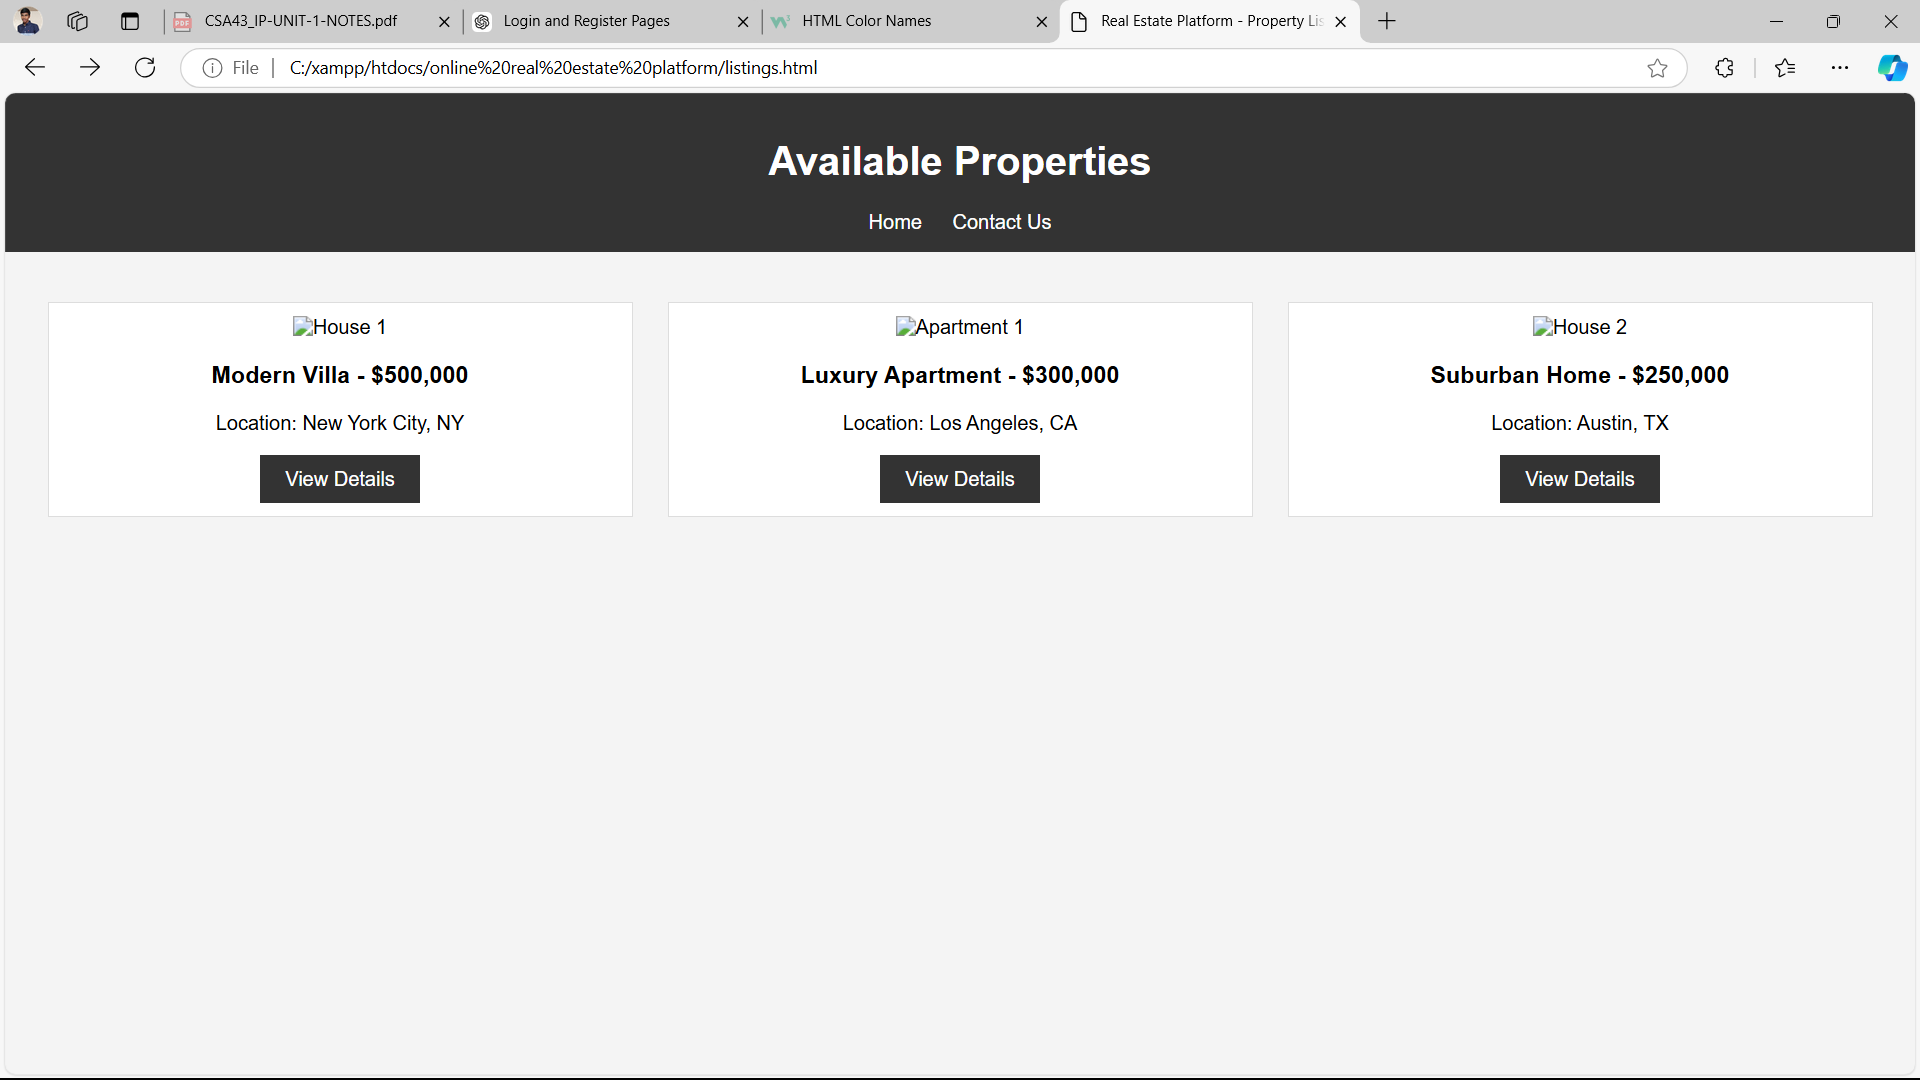 CSA43_IP-UNIT-1-NOTES.pdf
Login and Register Pages
HTML Color Names
Real Estate Platform - Property Lis
File
C:/xampp/htdocs/online%20real%20estate%20platform/listings.html
Available Properties
Home Contact Us
House 1
Modern Villa - $500,000
Location: New York City, NY
View Details
Apartment 1
Luxury Apartment - $300,000
Location: Los Angeles, CA
View Details
House 2
Suburban Home - $250,000
Location: Austin, TX
View Details